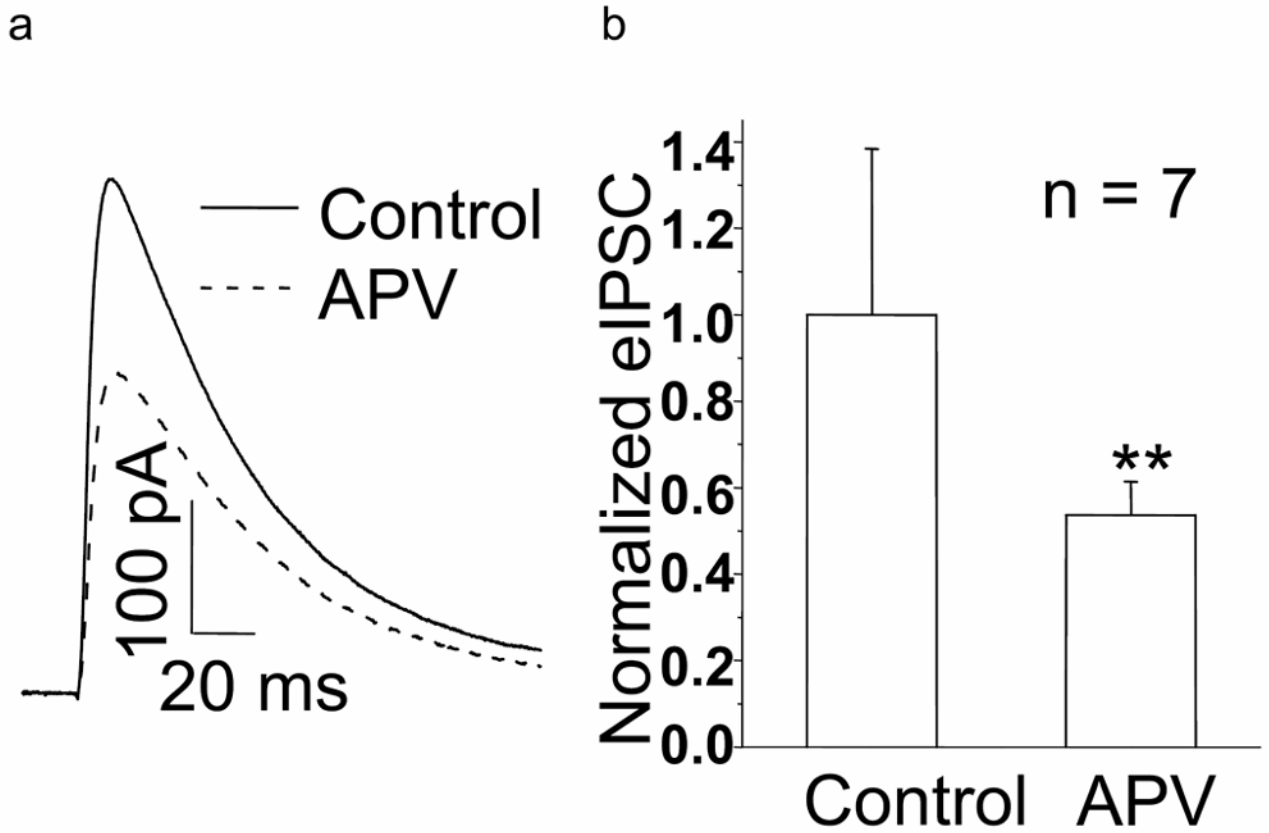 a
Control
APV
100 pA
20 ms
b
Normalized eIPSC
1.4
1.2
1.0
0.8
0.6
0.4
0.2
0.0
n = 7
**
Control
APV